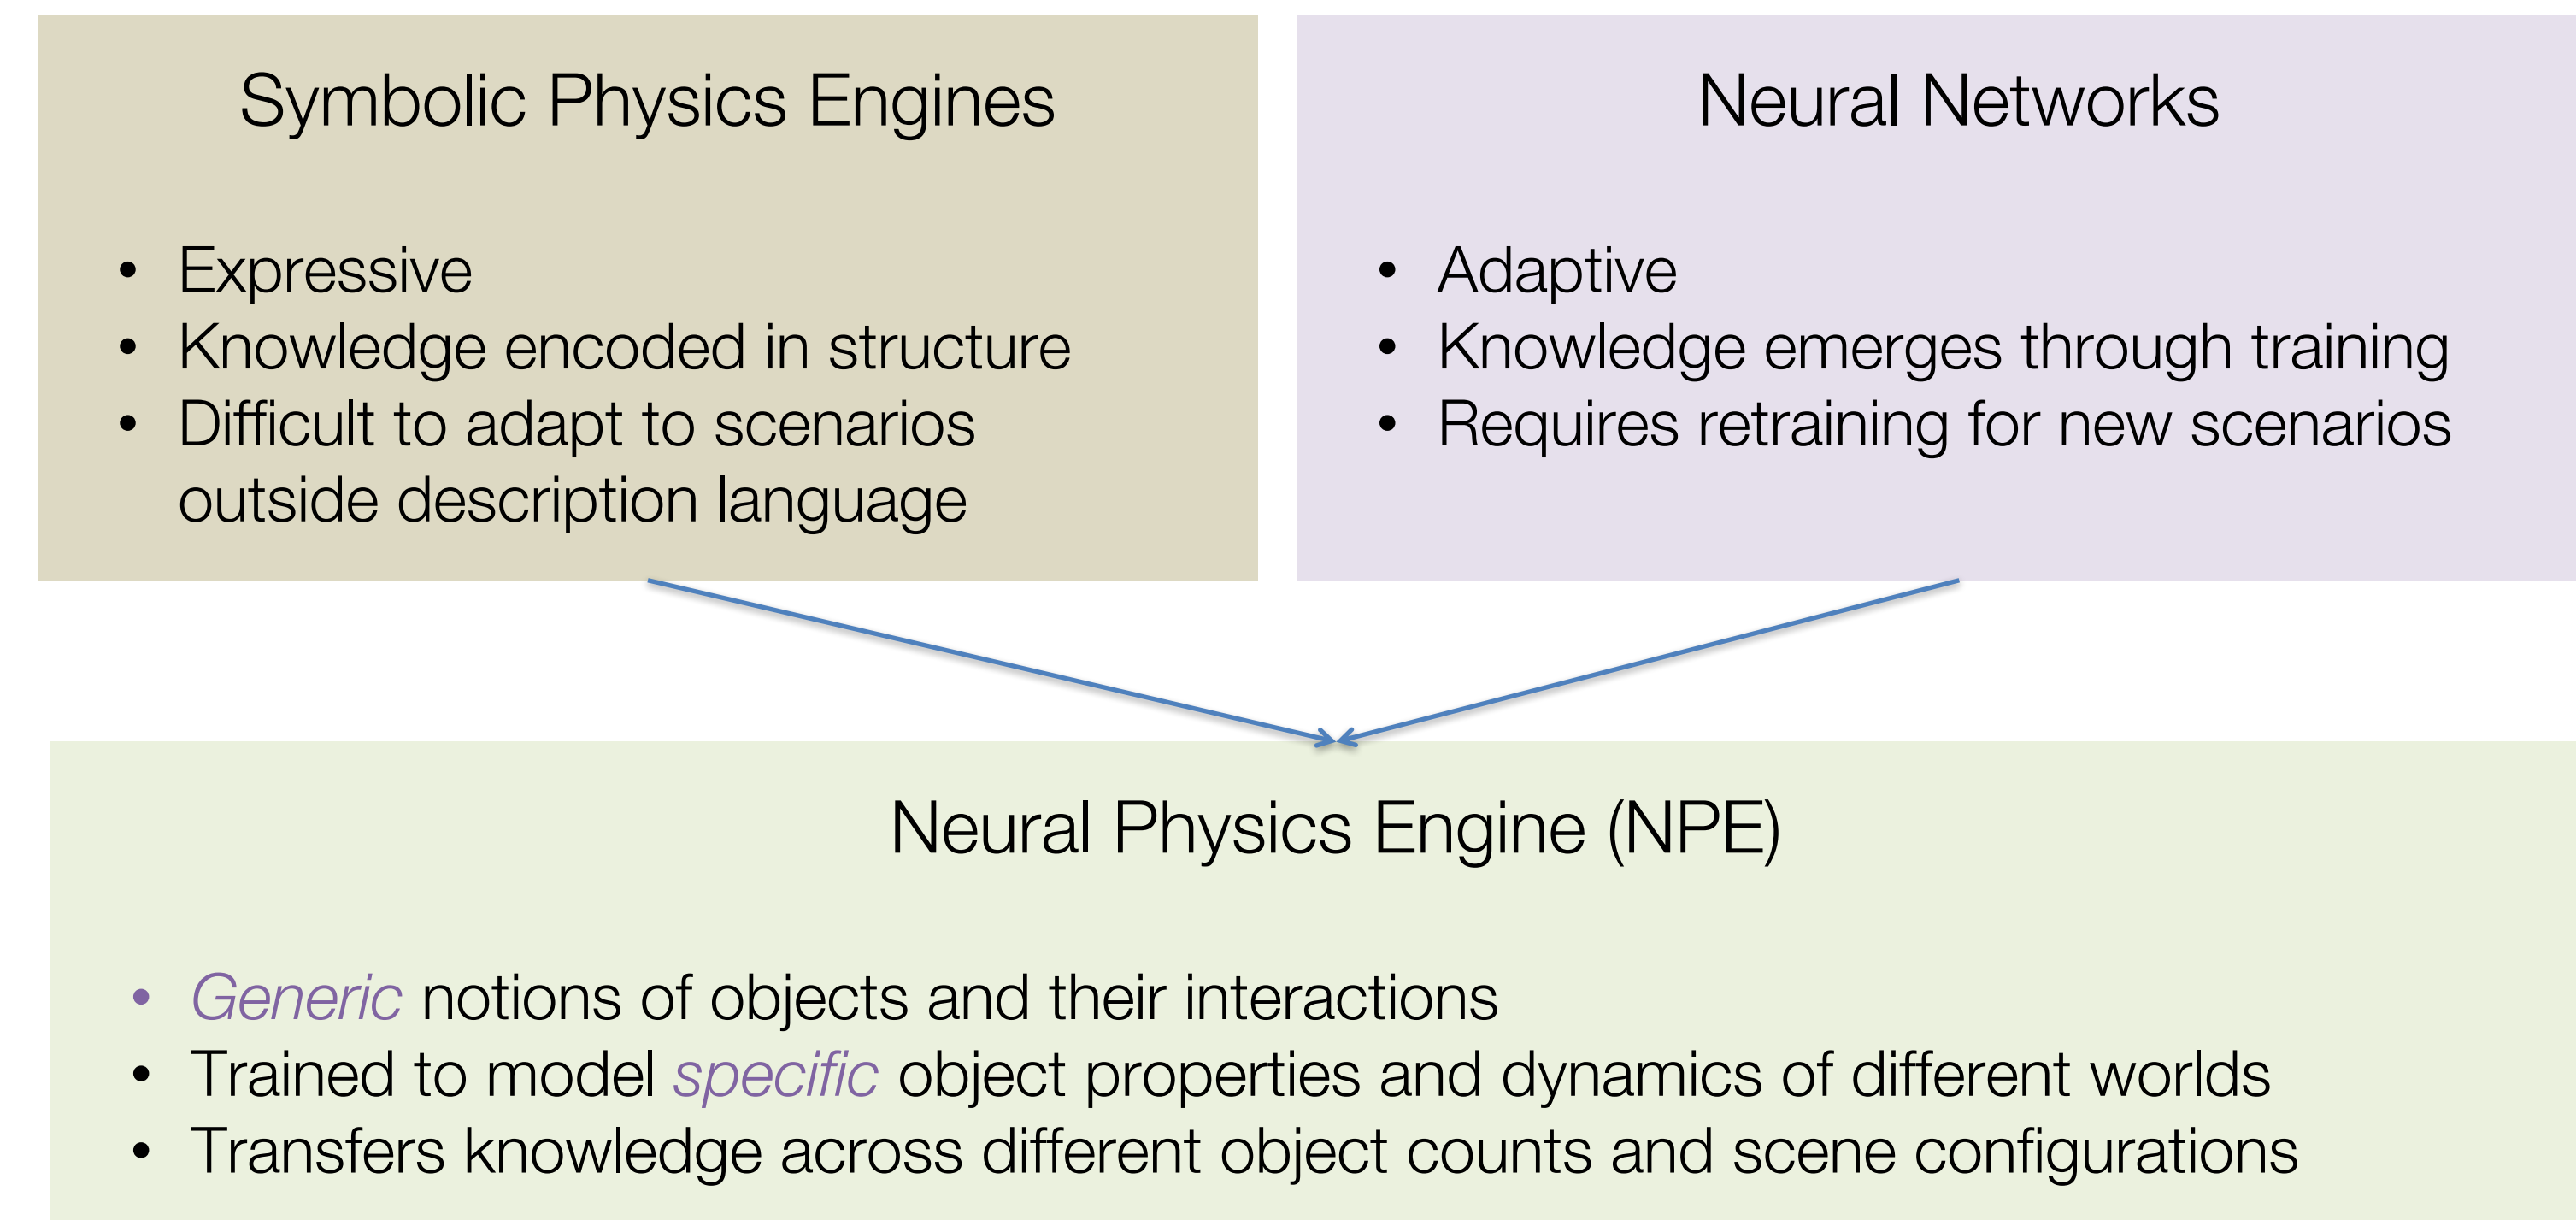 Symbolic Physics Engines
• Expressive
• Knowledge encoded in structure
• Difficult to adapt to scenarios
outside description language
Neural Networks
• Adaptive
• Knowledge emerges through training
• Requires retraining for new scenarios
Neural Physics Engine (NPE)
• Generic notions of objects and their interactions
• Trained to model specific object properties and dynamics of different worlds
• Transfers knowledge across different object counts and scene configurations